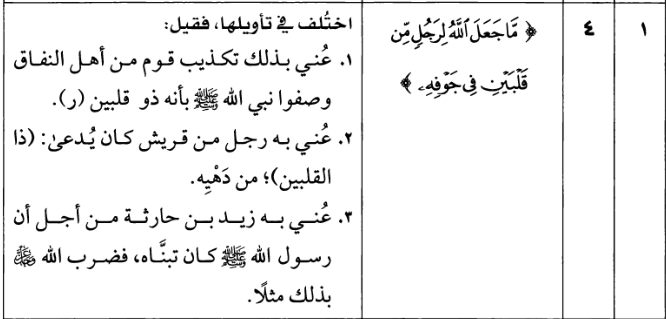 ١
٤
﴿ مَّا جَعَلَ ٱللَّهُ لِرَجُلٍ مِّن
قَلْبَيْنِ فِى جَوْفِهِۦ ﴾
اختُلف في تأويلها، فقيل:
١. عُني بذلك تكذيب قوم من أهل النفاق
وصفوا نبي الله ﷺ بأنه ذو قلبين (ر).
٢. عُني به رجل من قريش كان يُدعىٰ: (ذا
القلبين)؛ من دَهْيِه.
٣. عُني به زيد بن حارثة من أجل أن
رسول الله ﷺ كان تبنَّاه، فضرب الله ﷻ
بذلك مثلًا.